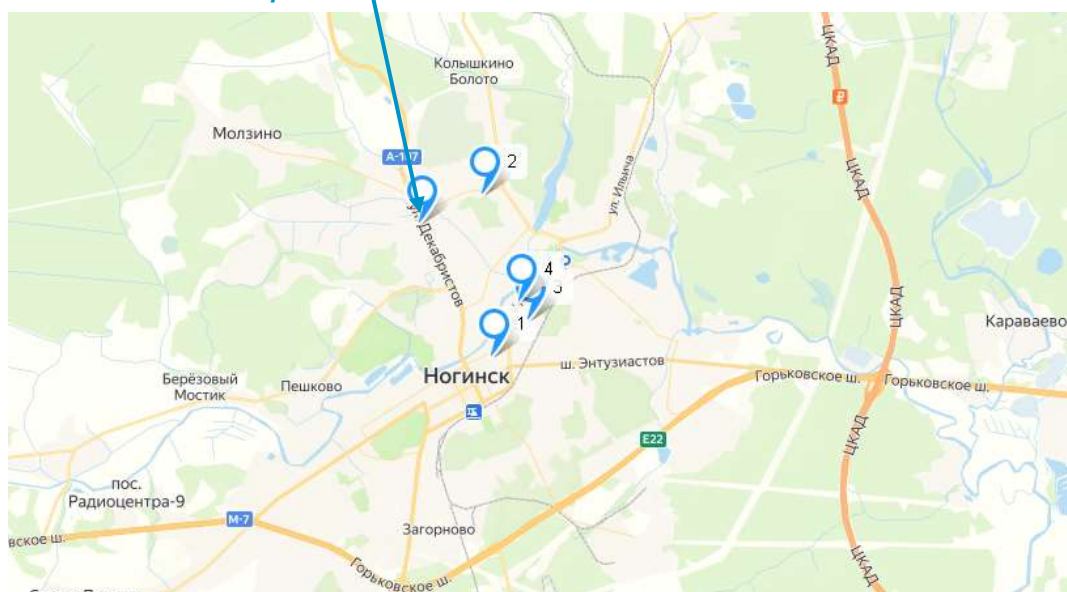 ЦКАД
Колышкино
Болото
₽
Молзино
А-107
2
ул. Ильича
ЦКАД
ул. Декабристов
4
3
1
ЦКАД
Караваево
ш. Энтузиастов
Ногинск
Берёзовый
Мостик
Пешково
Горьковское ш.
Горьковское ш.
ЦКАД
E22
пос.
Радиоцентра-9
М-7
Загорново
вское ш.
Горьковское ш.
ЦКАД